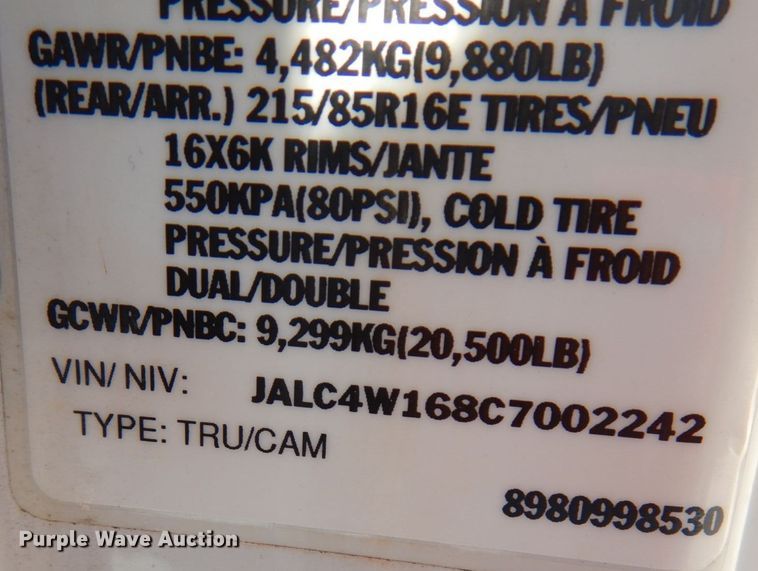 PRESSURE/PRESSION À FROID
GAWR/PNBE: 4,482KG(9,880LB)
(REAR/ARR.) 215/85R16E TIRES/PNEU
16X6K RIMS/JANTE
550KPA(80PSI), COLD TIRE
PRESSURE/PRESSION À FROID
DUAL/DOUBLE
GCWR/PNBC: 9,299KG(20,500LB)
VIN/ NIV: JALC4W168C7002242
TYPE: TRU/CAM
8980998530
Purple Wave Auction